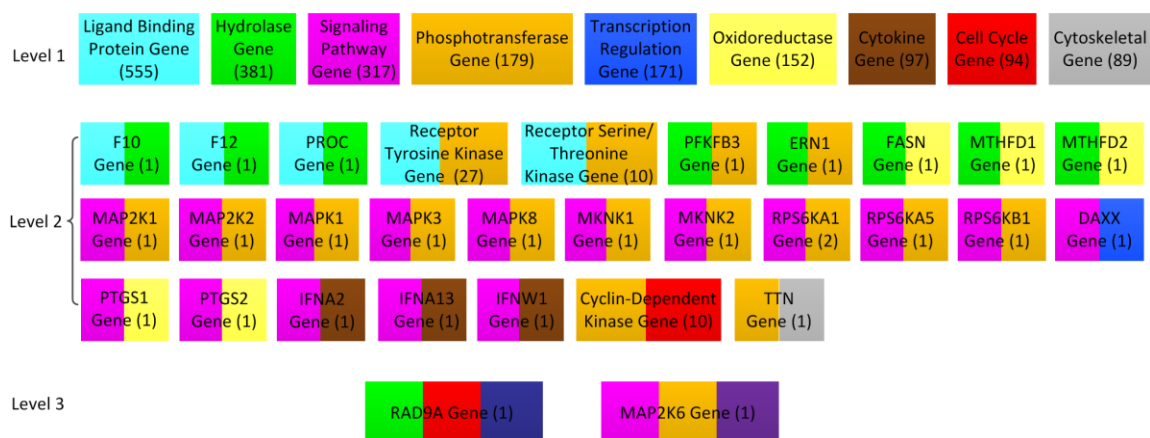 Level 1
Ligand Binding
Protein Gene
(555)
Hydrolase
Gene
(381)
Signaling
Pathway
Gene (317)
Phosphotransferase
Gene (179)
Transcription
Regulation
Gene (171)
Oxidoreductase
Gene (152)
Cytokine
Gene (97)
Cell Cycle
Gene (94)
Cytoskeletal
Gene (89)
Level 2
F10
Gene (1)
F12
Gene (1)
PROC
Gene (1)
Receptor
Tyrosine Kinase
Gene (27)
Receptor Serine/
Threonine
Kinase Gene (10)
PFKFB3
Gene (1)
ERN1
Gene (1)
FASN
Gene (1)
MTHFD1
Gene (1)
MTHFD2
Gene (1)
MAP2K1
Gene (1)
MAP2K2
Gene (1)
MAPK1
Gene (1)
MAPK3
Gene (1)
MAPK8
Gene (1)
MKNK1
Gene (1)
MKNK2
Gene (1)
RPS6KA1
Gene (2)
RPS6KA5
Gene (1)
RPS6KB1
Gene (1)
DAXX
Gene (1)
PTGS1
Gene (1)
PTGS2
Gene (1)
IFNA2
Gene (1)
IFNA13
Gene (1)
IFNW1
Gene (1)
Cyclin-Dependent
Kinase Gene (10)
TTN
Gene (1)
Level 3
RAD9A Gene (1)
MAP2K6 Gene (1)